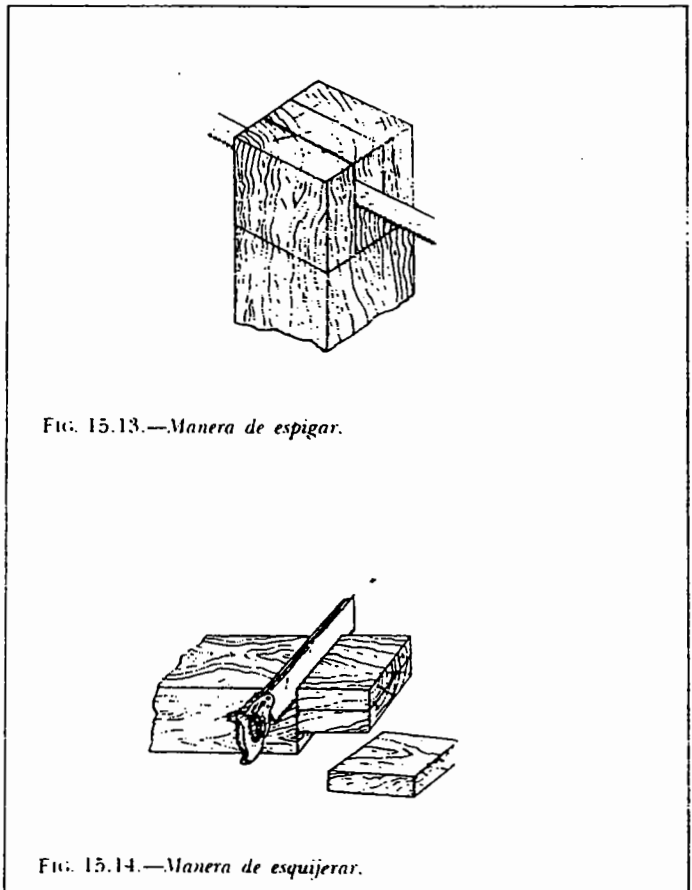 FIG. 15.13.—Manera de espigar.
FIG. 15.14.—Manera de esquijerar.